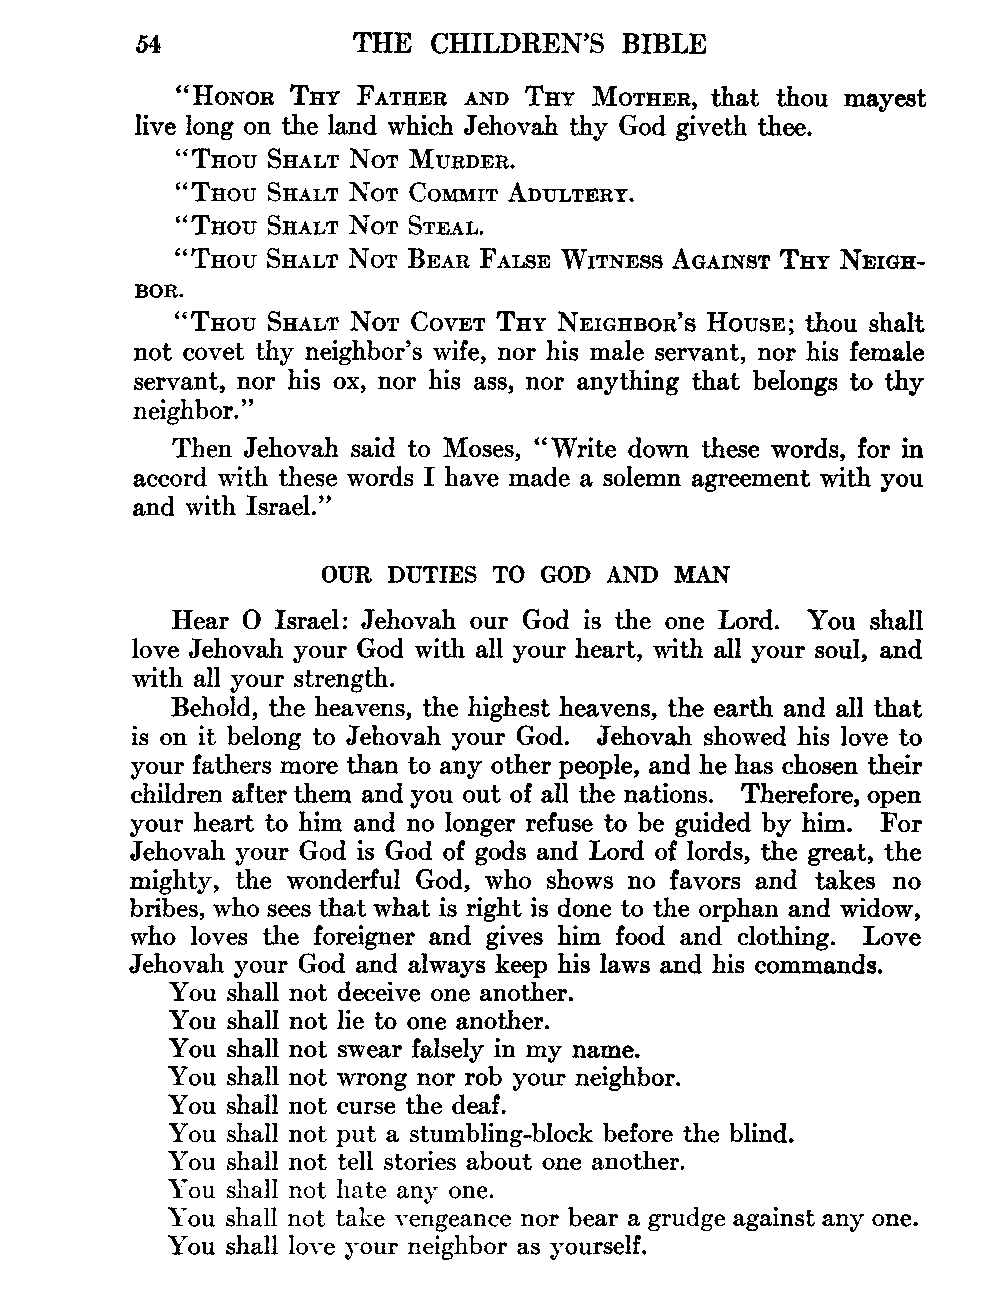 54 THE CHILDREN'S BIBLE
"HONOR THY FATHER AND THY MOTHER, that thou mayest
live long on the land which Jehovah thy God giveth thee.
"THOU SHALT NOT MURDER.
"THOU SHALT NOT COMMIT ADULTERY.
"THOU SHALT NOT STEAL.
"THOU SHALT NOT BEAR FALSE WITNESS AGAINST THY NEIGH-
BOR.
"THOU SHALT NOT COVET THY NEIGHBOR'S HOUSE; thou shalt
not covet thy neighbor's wife, nor his male servant, nor his female
servant, nor his ox, nor his ass, nor anything that belongs to thy
neighbor."
Then Jehovah said to Moses, "Write down these words, for in
accord with these words I have made a solemn agreement with you
and with Israel."
OUR DUTIES TO GOD AND MAN
Hear O Israel: Jehovah our God is the one Lord. You shall
love Jehovah your God with all your heart, with all your soul, and
with all your strength.
Behold, the heavens, the highest heavens, the earth and all that
is on it belong to Jehovah your God. Jehovah showed his love to
your fathers more than to any other people, and he has chosen their
children after them and you out of all the nations. Therefore, open
your heart to him and no longer refuse to be guided by him. For
Jehovah your God is God of gods and Lord of lords, the great, the
mighty, the wonderful God, who shows no favors and takes no
bribes, who sees that what is right is done to the orphan and widow,
who loves the foreigner and gives him food and clothing. Love
Jehovah your God and always keep his laws and his commands.
You shall not deceive one another.
You shall not lie to one another.
You shall not swear falsely in my name.
You shall not wrong nor rob your neighbor.
You shall not curse the deaf.
You shall not put a stumbling-block before the blind.
You shall not tell stories about one another.
You shall not hate any one.
You shall not take vengeance nor bear a grudge against any one.
You shall love your neighbor as yourself.